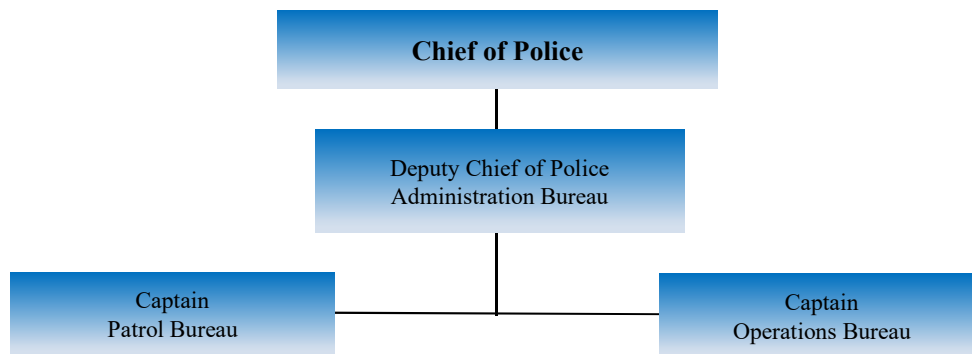 Chief of Police
Deputy Chief of Police
Administration Bureau
Captain
Patrol Bureau
Captain
Operations Bureau